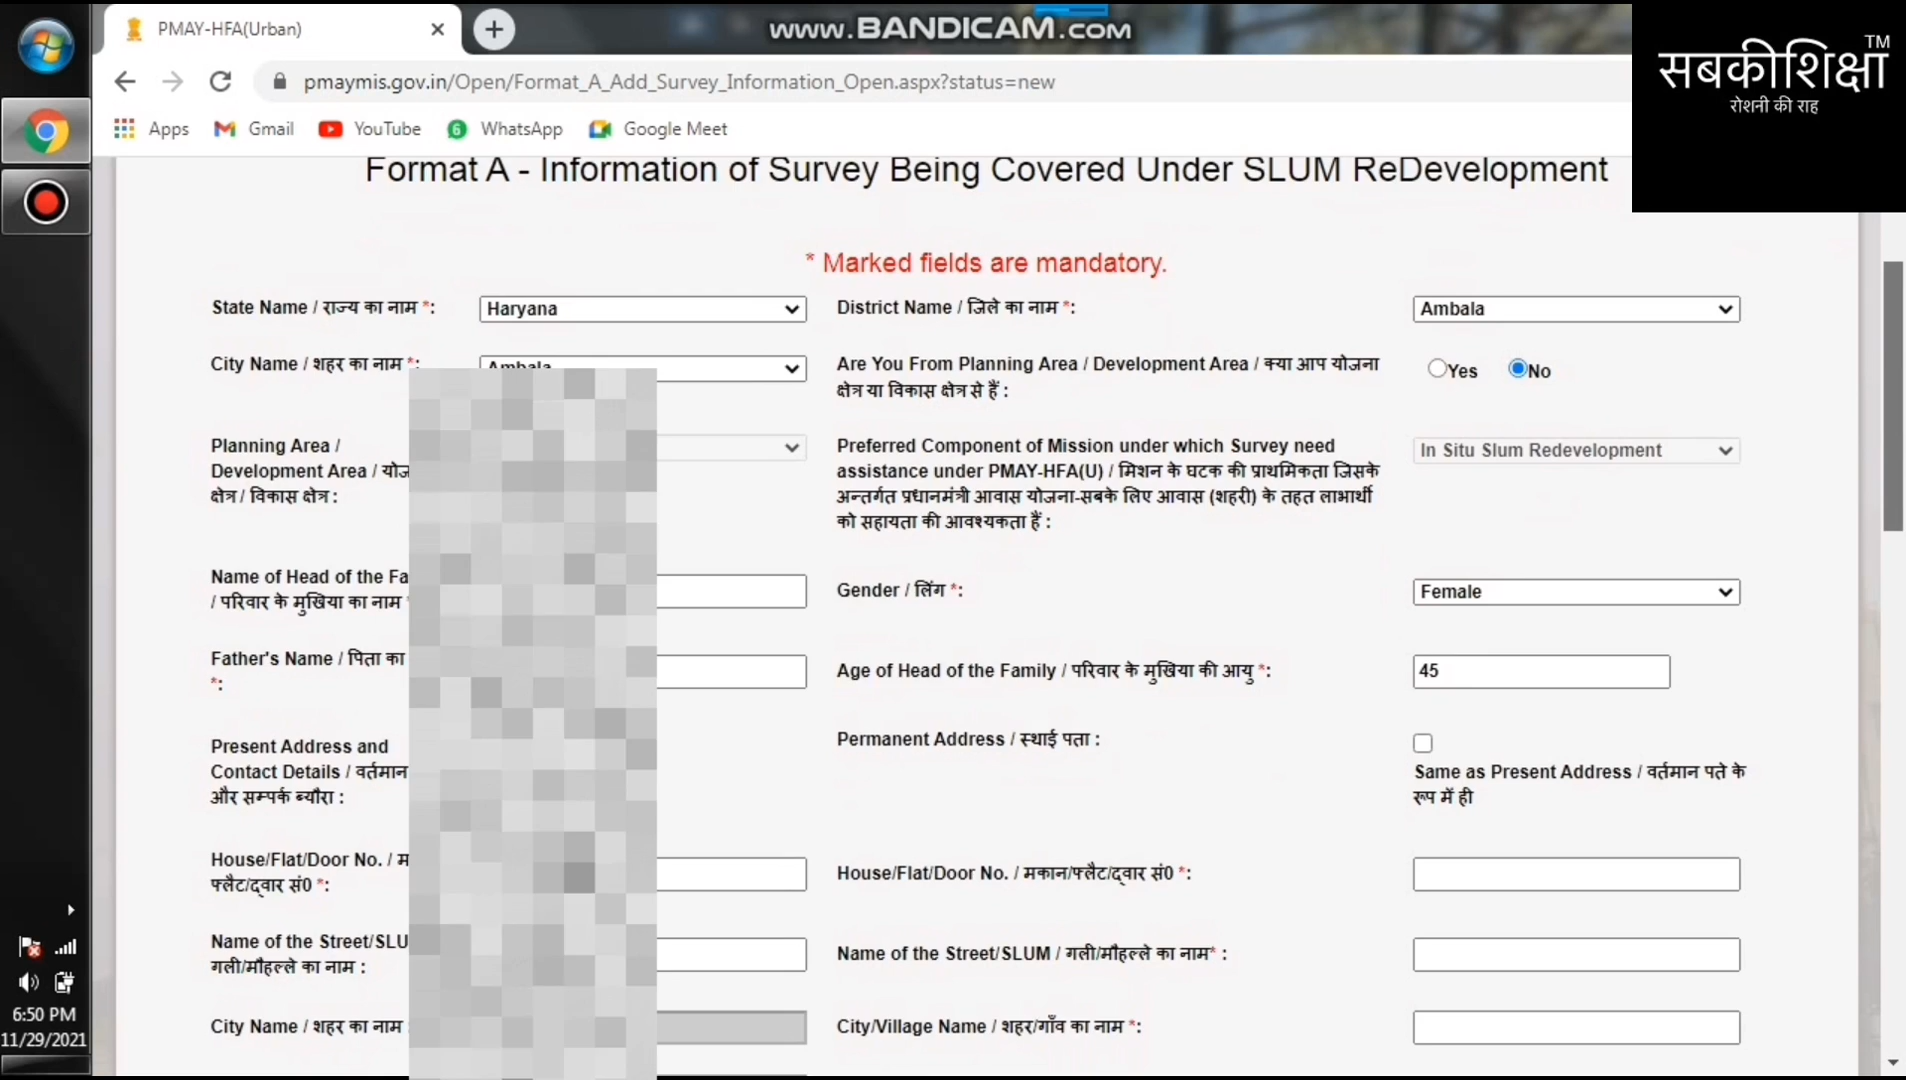 PMAY-HFA(Urban)
www.BANDICAM.COM
सबकीशिक्षा TM
रोशनी की राह
pmaymis.gov.in/Open/Format_A_Add_Survey_Information_Open.aspx?status=new
Apps Gmail YouTube WhatsApp Google Meet
Format A - Information of Survey Being Covered Under SLUM ReDevelopment
* Marked fields are mandatory.
State Name / राज्य का नाम *: Haryana District Name / जिले का नाम *: Ambala
City Name / शहर का नाम *: Ambala Are You From Planning Area / Development Area / क्या आप योजना
क्षेत्र या विकास क्षेत्र से हैं : Yes No
Planning Area / Preferred Component of Mission under which Survey need In Situ Slum Redevelopment
Development Area / assistance under PMAY-HFA(U) / मिशन के घटक की प्राथमिकता जिसके
क्षेत्र / विकास क्षेत्र : अन्तर्गत प्रधानमंत्री आवास योजना-सबके लिए आवास (शहरी) के तहत लाभार्थी
को सहायता की आवश्यकता हैं :
Name of Head of the Fa
/ परिवार के मुखिया का नाम Gender / लिंग *: Female
Father's Name / पिता का
*: Age of Head of the Family / परिवार के मुखिया की आयु *: 45
Present Address and Permanent Address / स्थाई पता :
Contact Details / वर्तमान Same as Present Address / वर्तमान पते के
और सम्पर्क ब्यौरा : रूप में ही
House/Flat/Door No. / म
फ्लैट/द्वार सं0 *: House/Flat/Door No. / मकान/फ्लैट/द्वार सं0 *:
Name of the Street/SLU
गली/मौहल्ले का नाम : Name of the Street/SLUM / गली/मौहल्ले का नाम* :
City Name / शहर का नाम City/Village Name / शहर/गाँव का नाम *:
6:50 PM
11/29/2021